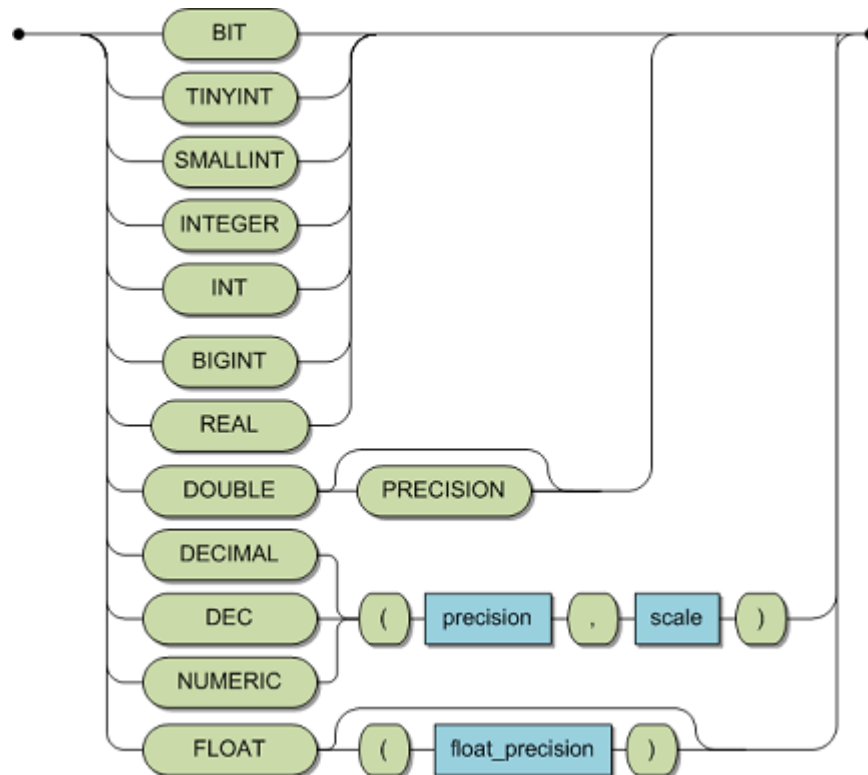 BIT
TINYINT
SMALLINT
INTEGER
INT
BIGINT
REAL
DOUBLE PRECISION
DECIMAL
DEC ( precision , scale )
NUMERIC
FLOAT ( float_precision )